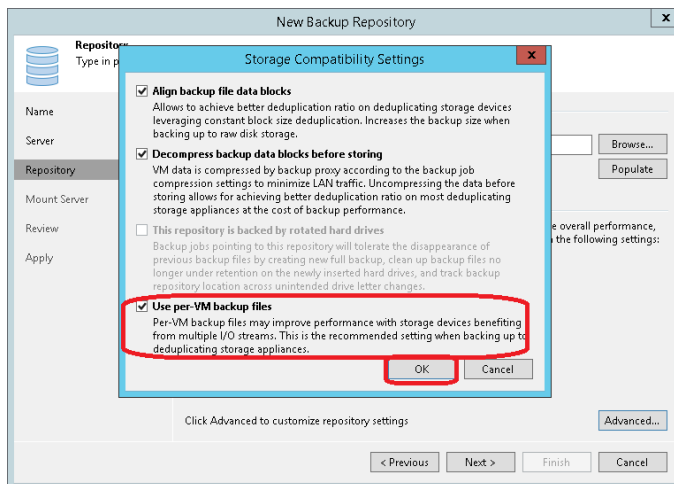 New Backup Repository
x
Repository
Type in p
Storage Compatibility Settings
x
Align backup file data blocks
Allows to achieve better deduplication ratio on deduplicating storage devices
leveraging constant block size deduplication. Increases the backup size when
backing up to raw disk storage.
Decompress backup data blocks before storing
VM data is compressed by backup proxy according to the backup job
compression settings to minimize LAN traffic. Uncompressing the data before
storing allows for achieving better deduplication ratio on most deduplicating
storage appliances at the cost of backup performance.
This repository is backed by rotated hard drives
Backup jobs pointing to this repository will tolerate the disappearance of
previous backup files by creating new full backup, clean up backup files no
longer under retention on the newly inserted hard drives, and track backup
repository location across unintended drive letter changes.
Use per-VM backup files
Per-VM backup files may improve performance with storage devices benefiting
from multiple I/O streams. This is the recommended setting when backing up to
deduplicating storage appliances.
OK
Cancel
Name
Server
Repository
Mount Server
Review
Apply
Browse...
Populate
e overall performance,
the following settings:
Click Advanced to customize repository settings
Advanced...
< Previous
Next >
Finish
Cancel